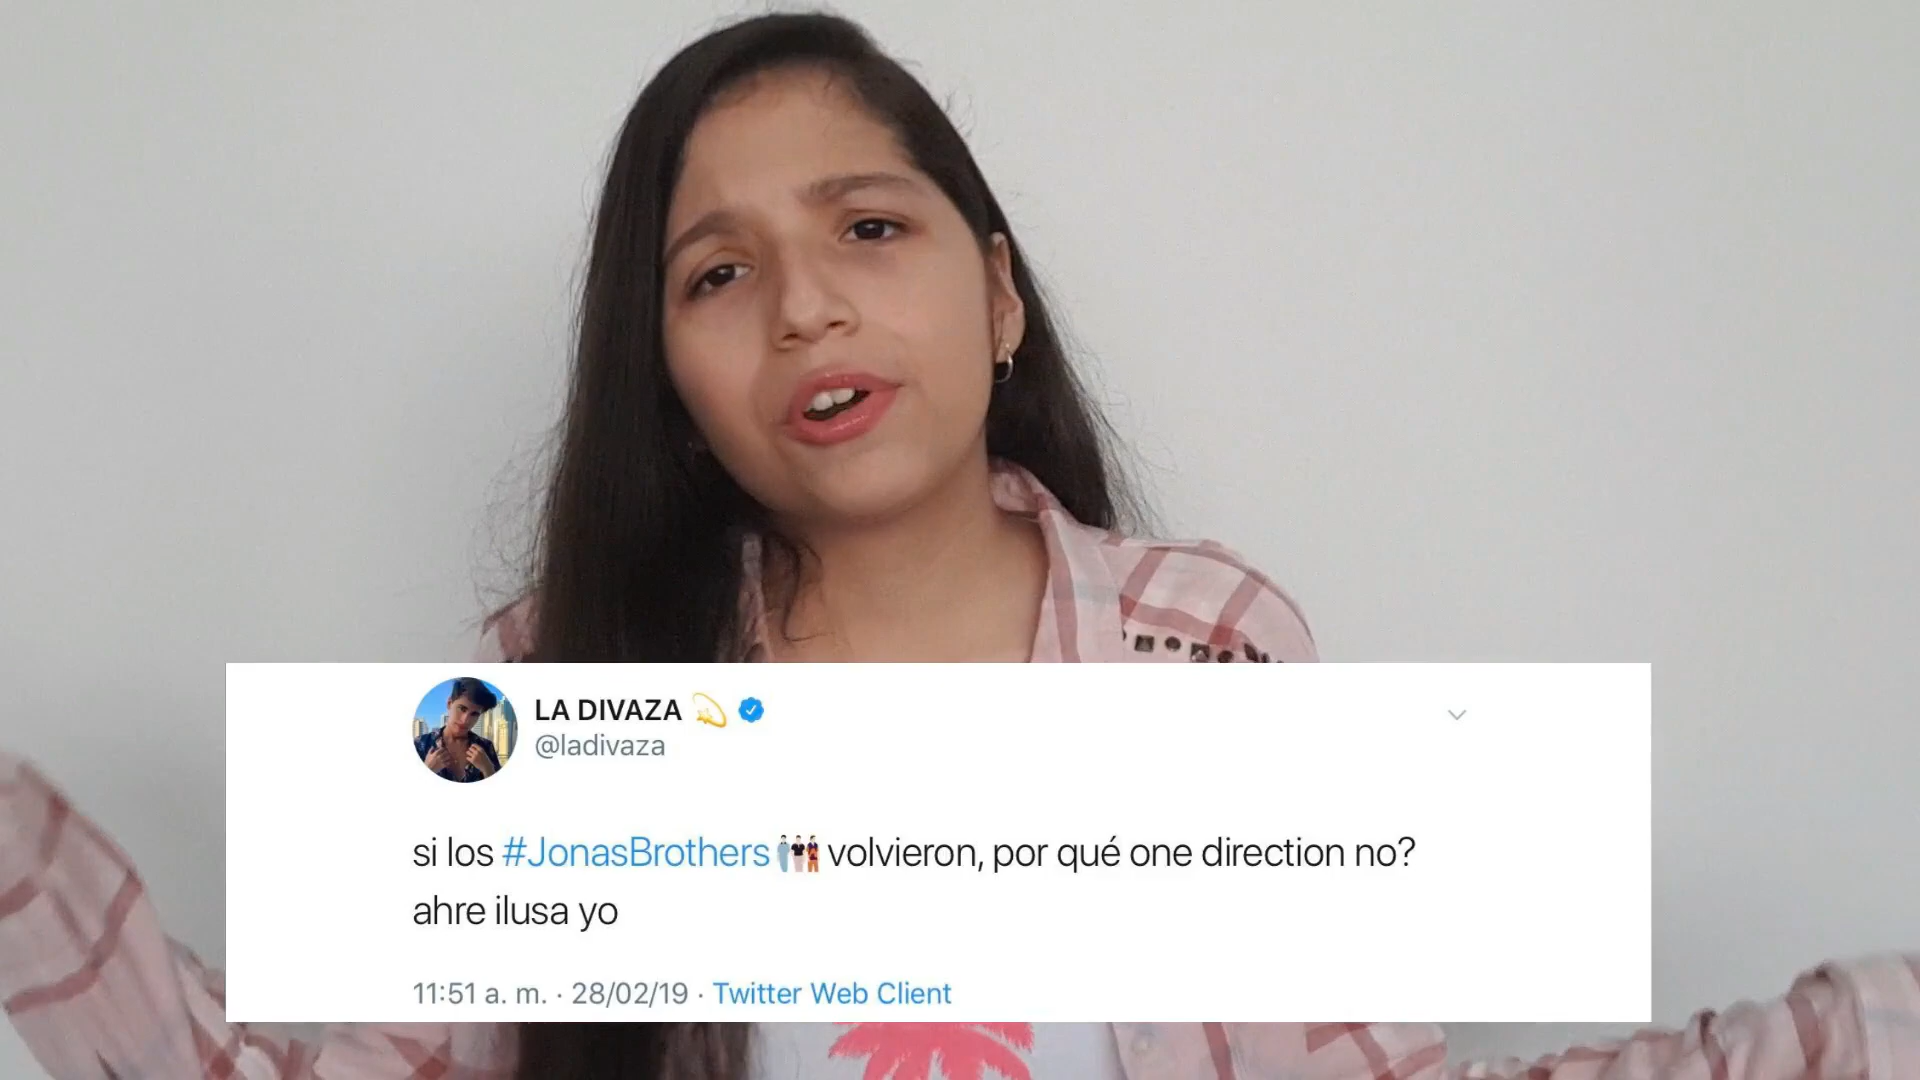 LA DIVAZA 💫
@ladivaza
si los #JonasBrothers volvieron, por qué one direction no?
ahre ilusa yo
11:51 a. m. · 28/02/19 · Twitter Web Client